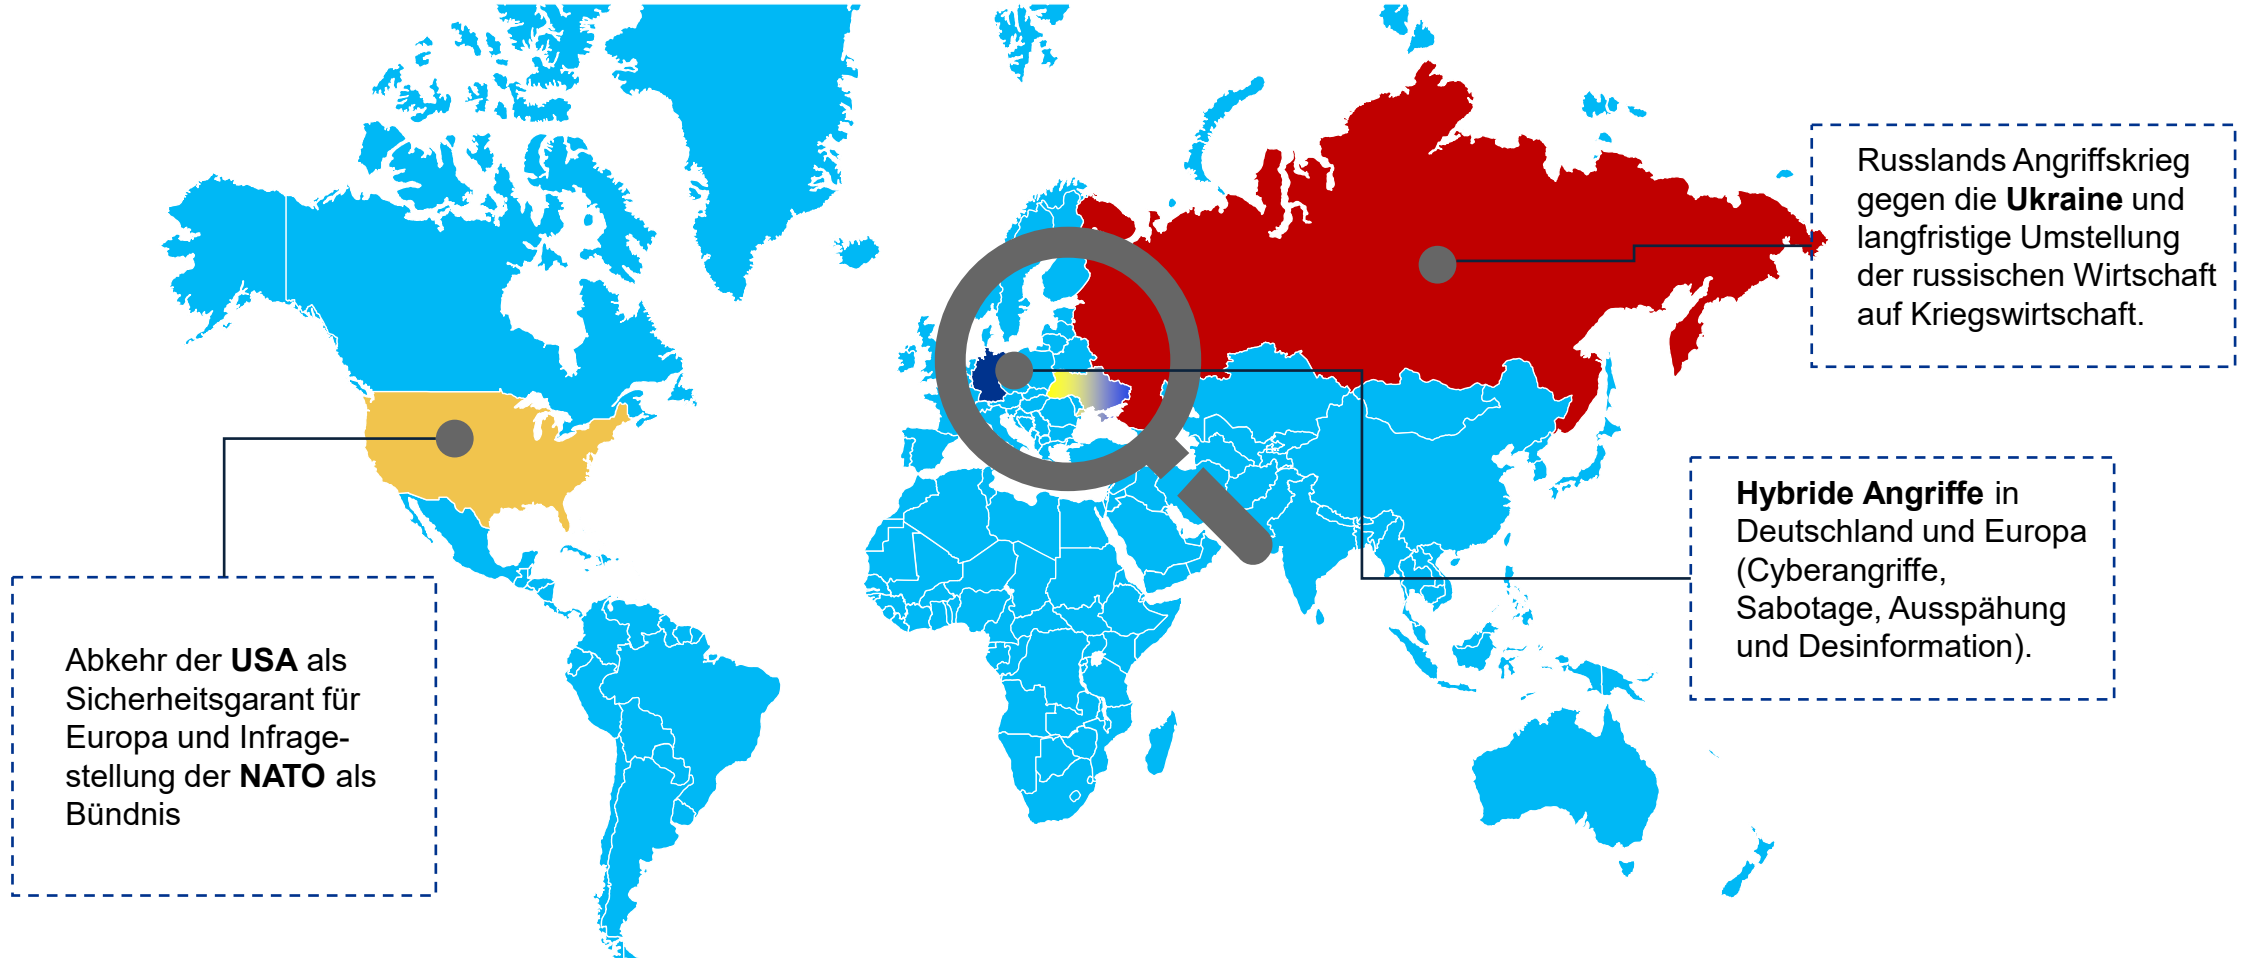 Russlands Angriffskrieg
gegen die Ukraine und
langfristige Umstellung
der russischen Wirtschaft
auf Kriegswirtschaft.
Hybride Angriffe in
Deutschland und Europa
(Cyberangriffe,
Sabotage, Ausspähung
und Desinformation).
Abkehr der USA als
Sicherheitsgarant für
Europa und Infrage-
stellung der NATO als
Bündnis